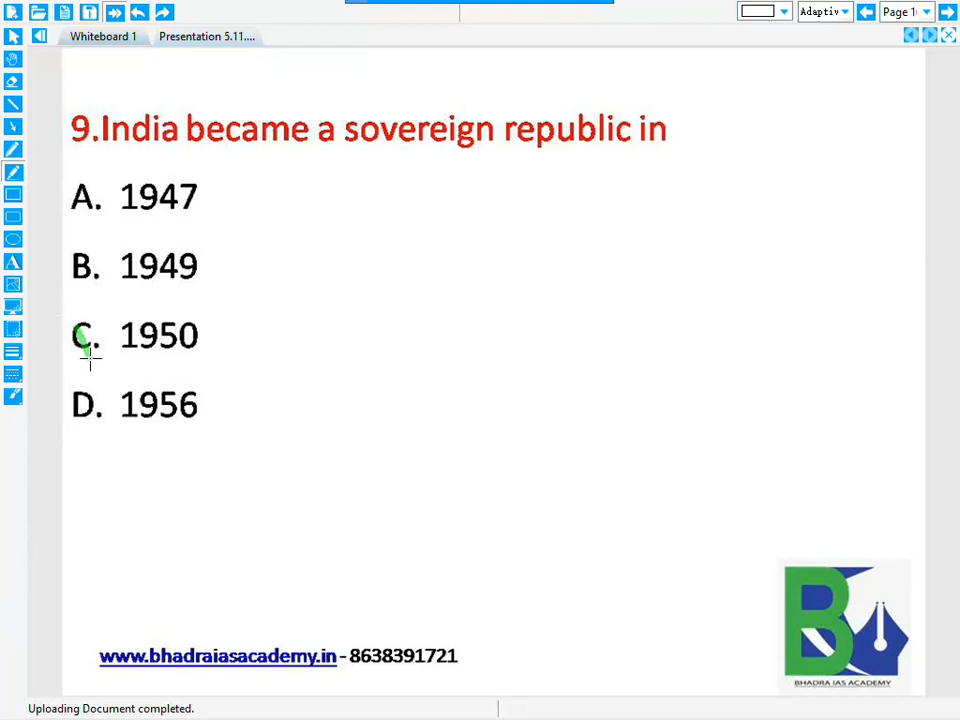 Adaptiv
Page 1
Whiteboard 1
Presentation 5.11....
9.India became a sovereign republic in
A. 1947
B. 1949
C. 1950
D. 1956
B
BHADRA IAS ACADEMY
www.bhadraiasacademy.in - 8638391721
Uploading Document completed.